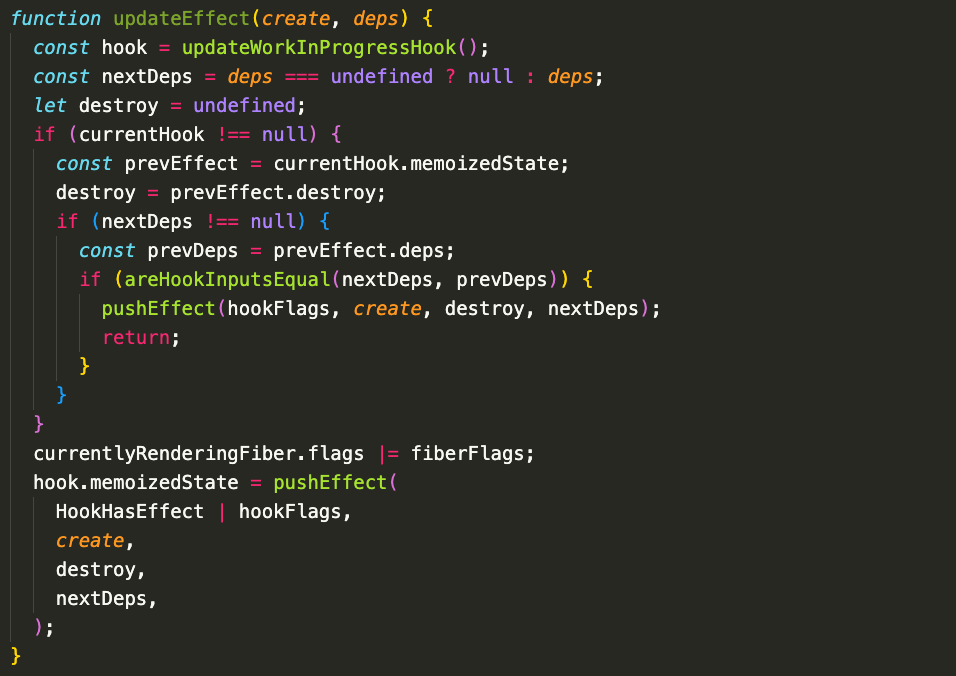 function updateEffect(create, deps) {
  const hook = updateWorkInProgressHook();
  const nextDeps = deps === undefined ? null : deps;
  let destroy = undefined;
  if (currentHook !== null) {
    const prevEffect = currentHook.memoizedState;
    destroy = prevEffect.destroy;
    if (nextDeps !== null) {
      const prevDeps = prevEffect.deps;
      if (areHookInputsEqual(nextDeps, prevDeps)) {
        pushEffect(hookFlags, create, destroy, nextDeps);
        return;
      }
    }
  }
  currentlyRenderingFiber.flags |= fiberFlags;
  hook.memoizedState = pushEffect(
    HookHasEffect | hookFlags,
    create,
    destroy,
    nextDeps,
  );
}